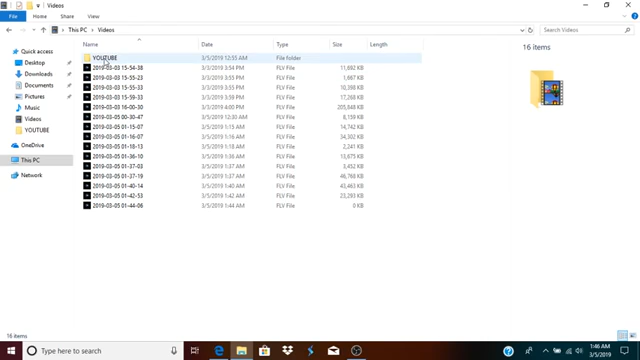 Videos
File Home Share View
This PC > Videos
Search Videos
Name Date Type Size Length
Quick access
Desktop
Downloads
Documents
Pictures
Music
Videos
YOUTUBE
OneDrive
This PC
Network
YOUTUBE 3/5/2019 12:55 AM File folder
2019-03-03 15-54-38 3/3/2019 3:54 PM FLV File 11,692 KB
2019-03-03 15-55-23 3/3/2019 3:55 PM FLV File 1,667 KB
2019-03-03 15-55-33 3/3/2019 3:55 PM FLV File 10,398 KB
2019-03-03 15-59-33 3/3/2019 3:59 PM FLV File 17,268 KB
2019-03-03 16-00-30 3/3/2019 4:00 PM FLV File 205,848 KB
2019-03-05 00-30-47 3/5/2019 12:30 AM FLV File 8,159 KB
2019-03-05 01-15-07 3/5/2019 1:15 AM FLV File 14,742 KB
2019-03-05 01-16-07 3/5/2019 1:16 AM FLV File 34,302 KB
2019-03-05 01-18-13 3/5/2019 1:18 AM FLV File 2,241 KB
2019-03-05 01-36-10 3/5/2019 1:36 AM FLV File 13,675 KB
2019-03-05 01-37-03 3/5/2019 1:37 AM FLV File 3,452 KB
2019-03-05 01-37-19 3/5/2019 1:37 AM FLV File 46,768 KB
2019-03-05 01-40-14 3/5/2019 1:40 AM FLV File 43,463 KB
2019-03-05 01-42-53 3/5/2019 1:42 AM FLV File 23,293 KB
2019-03-05 01-44-06 3/5/2019 1:44 AM FLV File 0 KB
16 items
16 items
Type here to search
1:46 AM
3/5/2019